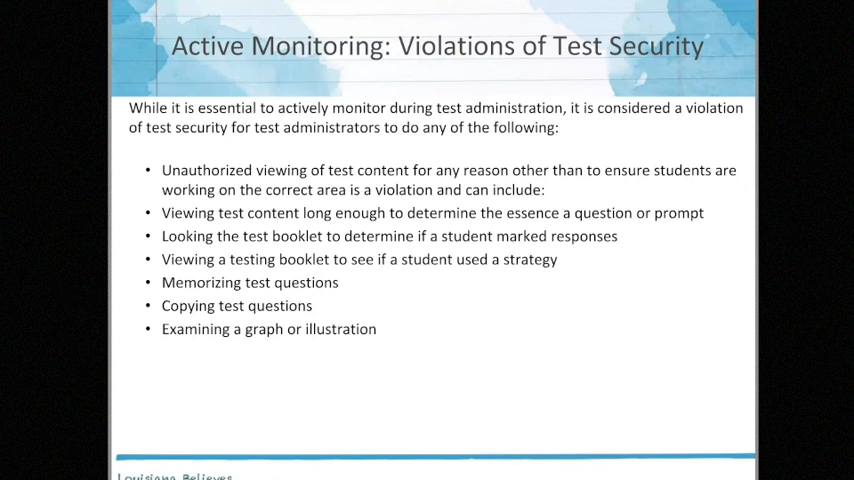 Active Monitoring: Violations of Test Security
While it is essential to actively monitor during test administration, it is considered a violation
of test security for test administrators to do any of the following:
• Unauthorized viewing of test content for any reason other than to ensure students are
working on the correct area is a violation and can include:
• Viewing test content long enough to determine the essence a question or prompt
• Looking the test booklet to determine if a student marked responses
• Viewing a testing booklet to see if a student used a strategy
• Memorizing test questions
• Copying test questions
• Examining a graph or illustration
Louisiana Believes